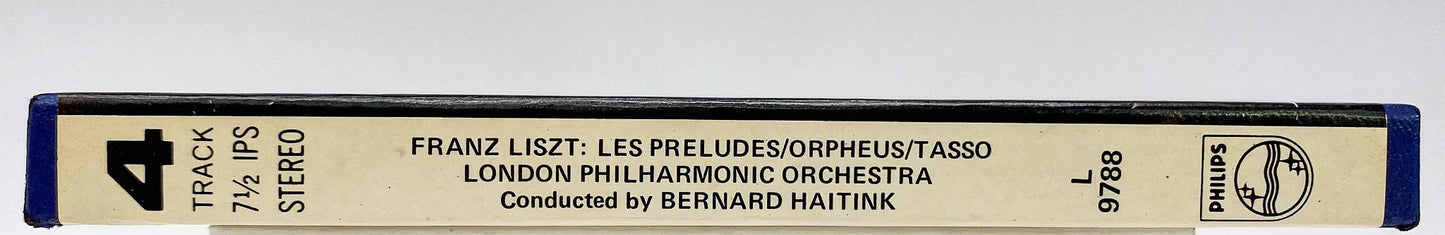 4
TRACK
7½ IPS
STEREO
FRANZ LISZT: LES PRELUDES/ORPHEUS/TASSO
LONDON PHILHARMONIC ORCHESTRA
Conducted by BERNARD HAITINK
L
9788
PHILIPS